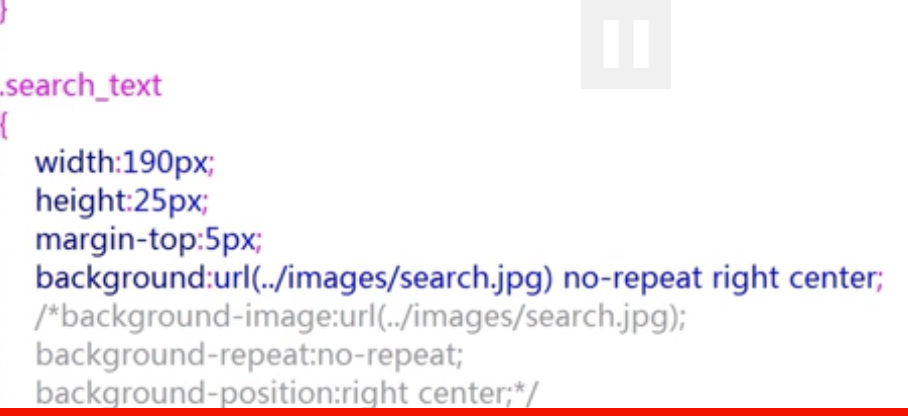 }
.search_text
{
width:190px;
height:25px;
margin-top:5px;
background:url(../images/search.jpg) no-repeat right center;
/*background-image:url(../images/search.jpg);
background-repeat:no-repeat;
background-position:right center;*/